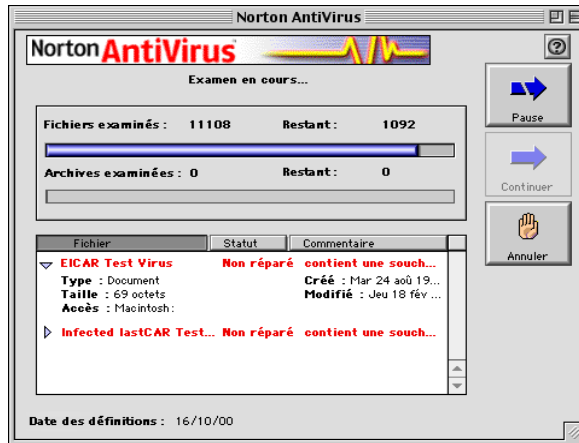 Norton AntiVirus
Norton AntiVirus
Examen en cours...
Fichiers examinés : 11108 Restant : 1092
Archives examinées : 0 Restant : 0
Pause
Continuer
Annuler
Fichier Statut Commentaire
EICAR Test Virus Non réparé contient une souch...
Type : Document Créé : Mar 24 aoû 19...
Taille : 69 octets Modifié : Jeu 18 fév ...
Accès : Macintosh:
Infected lastCAR Test... Non réparé contient une souch...
Date des définitions : 16/10/00